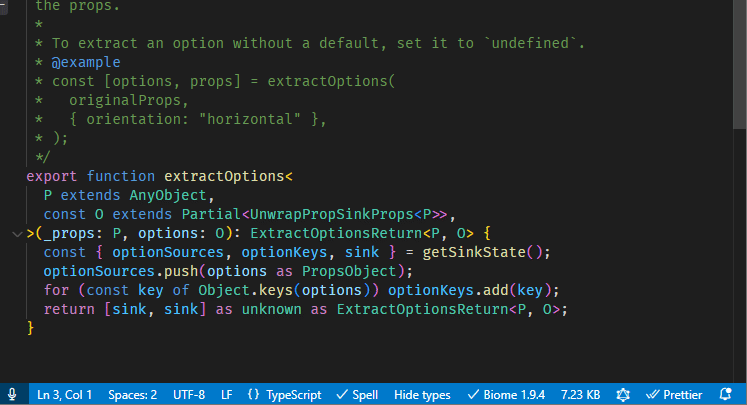 the props.
*
* To extract an option without a default, set it to `undefined`.
* @example
* const [options, props] = extractOptions(
*   originalProps,
*   { orientation: "horizontal" },
* );
*/
export function extractOptions<
  P extends AnyObject,
  const O extends Partial<UnwrapPropSinkProps<P>>,
>(_props: P, options: O): ExtractOptionsReturn<P, O> {
  const { optionSources, optionKeys, sink } = getSinkState();
  optionSources.push(options as PropsObject);
  for (const key of Object.keys(options)) optionKeys.add(key);
  return [sink, sink] as unknown as ExtractOptionsReturn<P, O>;
}
Ln 3, Col 1 Spaces: 2 UTF-8 LF {} TypeScript ✓ Spell Hide types ✓ Biome 1.9.4 7.23 KB Prettier